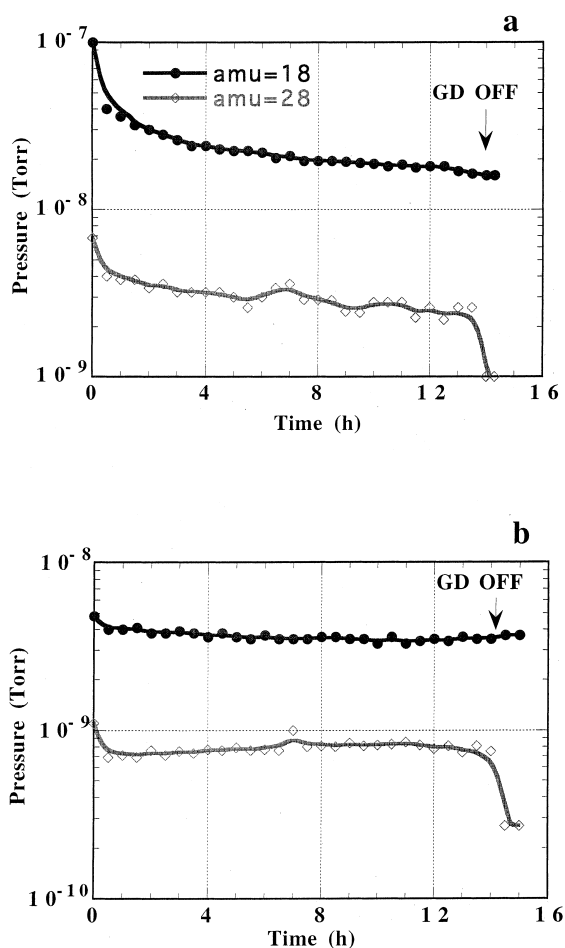 a
10-7
amu=18
amu=28
GD OFF
10-8
Pressure (Torr)
10-9
0 4 8 12 16
Time (h)
b
10-8
GD OFF
Pressure (Torr)
10-9
10-10
0 4 8 12 16
Time (h)